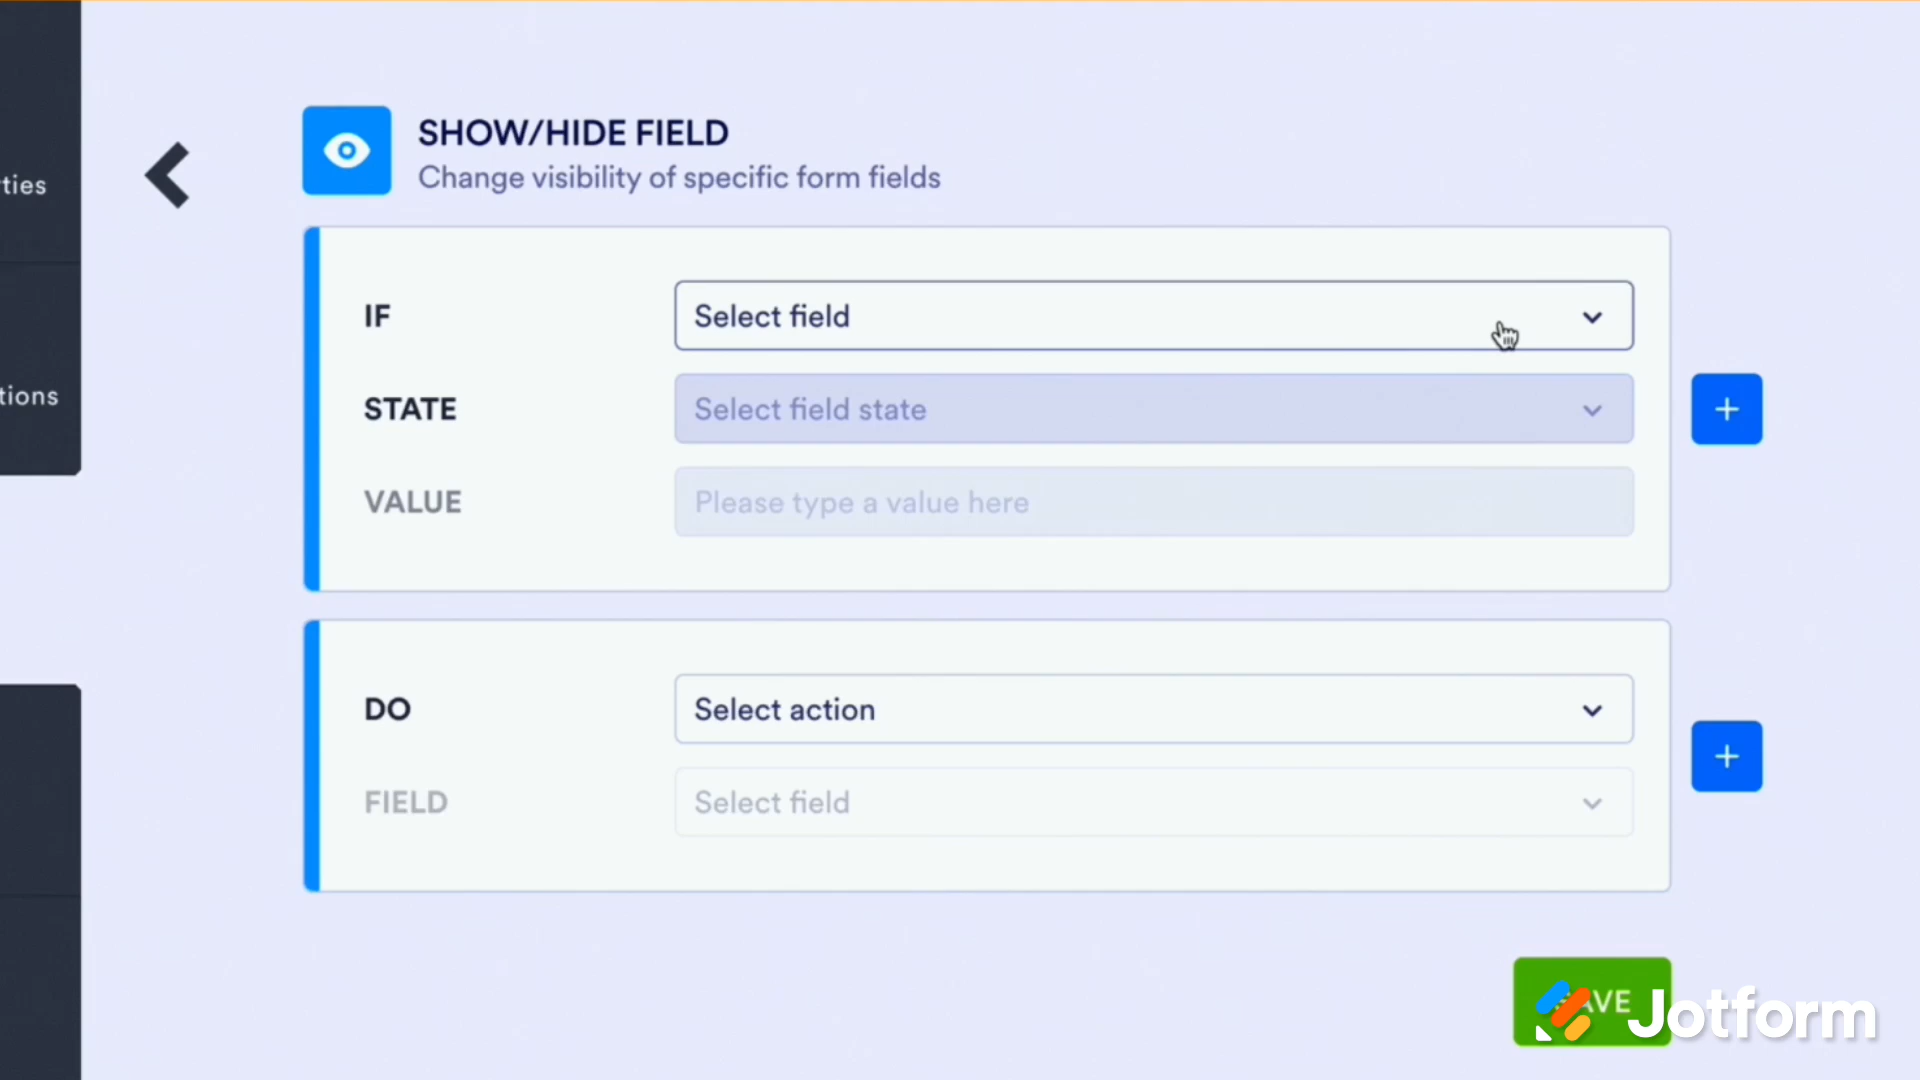 SHOW/HIDE FIELD
Change visibility of specific form fields
ties
tions
IF
Select field
STATE
Select field state
+
VALUE
Please type a value here
DO
Select action
+
FIELD
Select field
AVE
Jotform